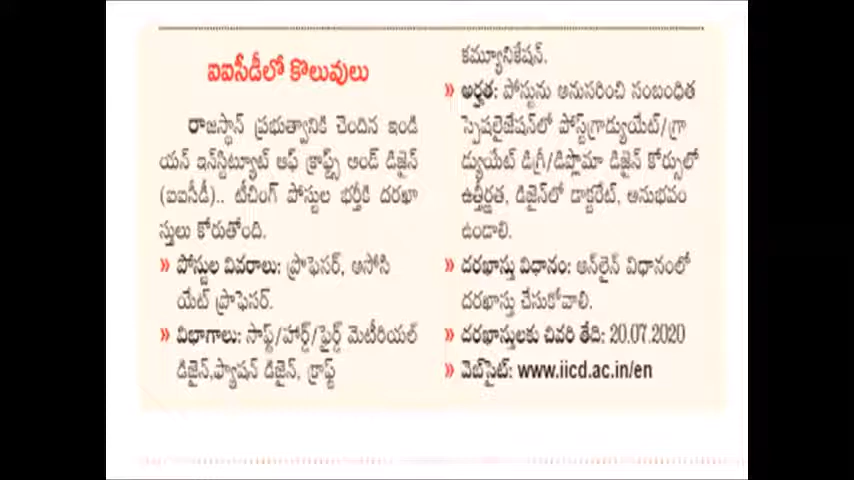 ఐఐసీడీలో కొలువులు
రాజస్థాన్ ప్రభుత్వానికి చెందిన ఇండి
యన్ ఇన్‌స్టిట్యూట్ ఆఫ్ క్రాఫ్ట్స్ అండ్ డిజైన్
(ఐఐసీడీ).. టీచింగ్ పోస్టుల భర్తీకి దరఖా
స్తులు కోరుతోంది.
» పోస్టుల వివరాలు: ప్రొఫెసర్, అసోసి
యేట్ ప్రొఫెసర్.
» విభాగాలు: సాఫ్ట్/హార్డ్/ఫైర్డ్ మెటీరియల్
డిజైన్,ఫ్యాషన్ డిజైన్, క్రాఫ్ట్
కమ్యూనికేషన్.
» అర్హత: పోస్టును అనుసరించి సంబంధిత
స్పెషలైజేషన్‌లో పోస్ట్‌గ్రాడ్యుయేట్/గ్రా
డ్యుయేట్ డిగ్రీ/డిప్లొమా డిజైన్ కోర్సులో
ఉత్తీర్ణత, డిజైన్‌లో డాక్టరేట్, అనుభవం
ఉండాలి.
» దరఖాస్తు విధానం: ఆన్‌లైన్ విధానంలో
దరఖాస్తు చేసుకోవాలి.
» దరఖాస్తులకు చివరి తేది: 20.07.2020
» వెబ్‌సైట్: www.iicd.ac.in/en